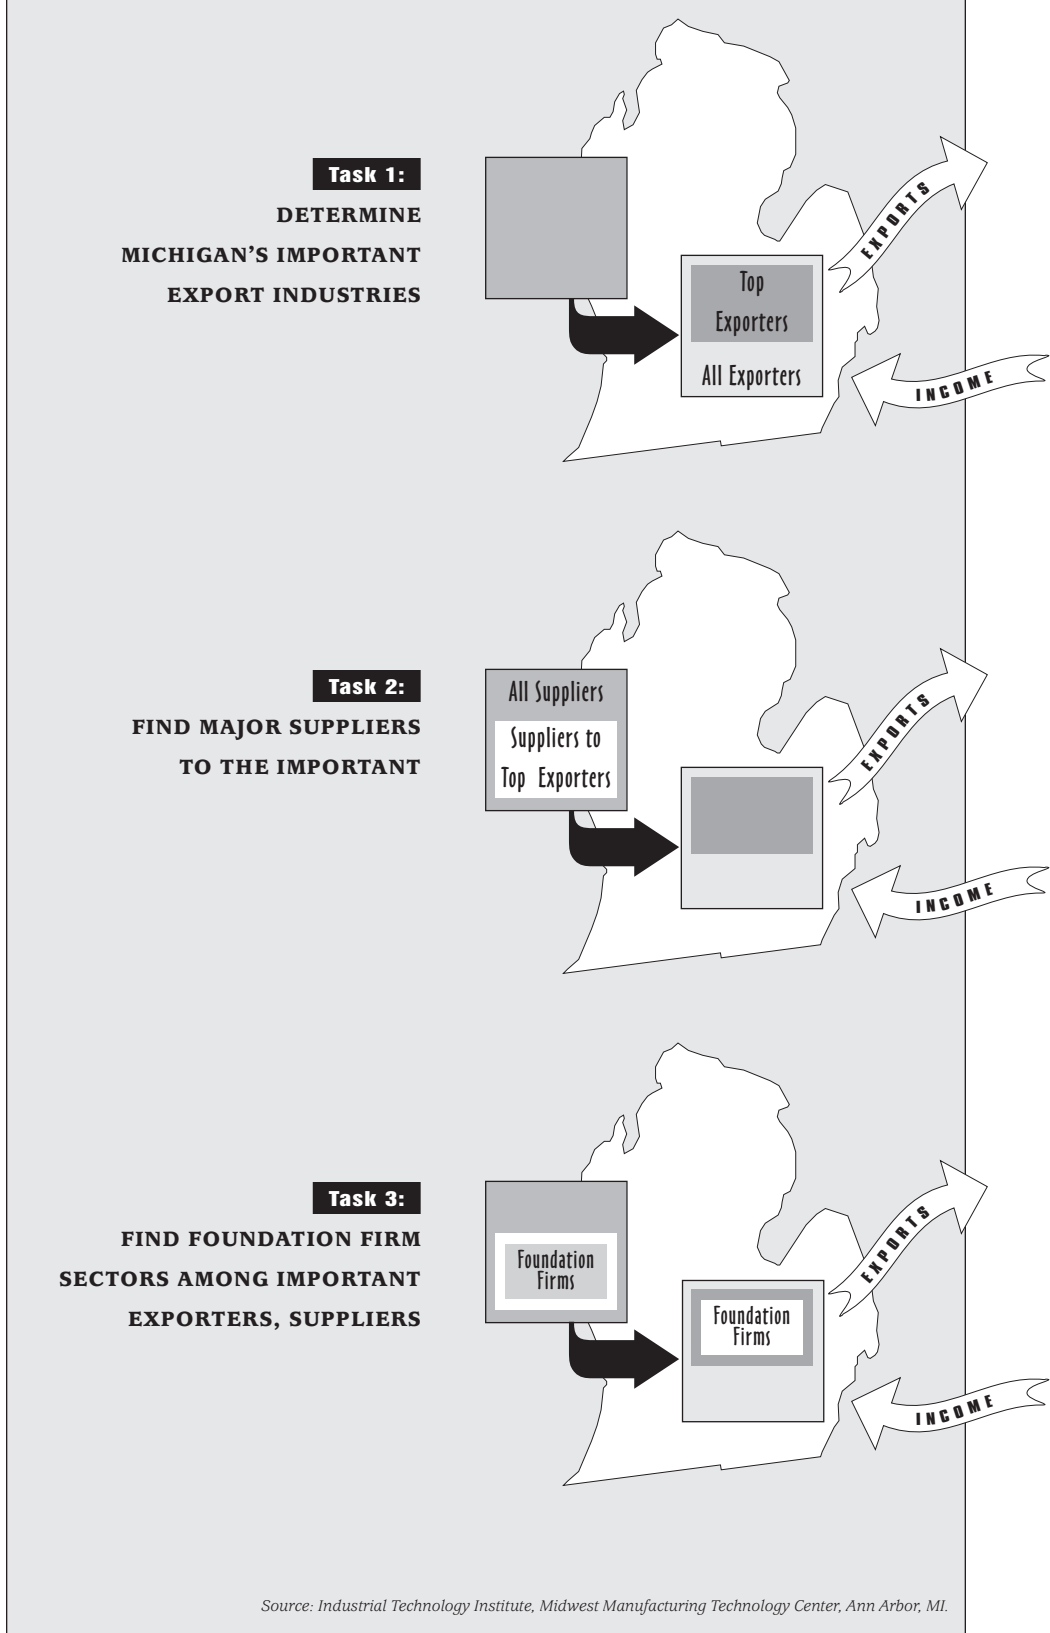 Task 1:
DETERMINE
MICHIGAN'S IMPORTANT
EXPORT INDUSTRIES
Top
Exporters
All Exporters
EXPORTS
INCOME
Task 2:
FIND MAJOR SUPPLIERS
TO THE IMPORTANT
All Suppliers
Suppliers to
Top Exporters
EXPORTS
INCOME
Task 3:
FIND FOUNDATION FIRM
SECTORS AMONG IMPORTANT
EXPORTERS, SUPPLIERS
Foundation
Firms
Foundation
Firms
EXPORTS
INCOME
Source: Industrial Technology Institute, Midwest Manufacturing Technology Center, Ann Arbor, MI.